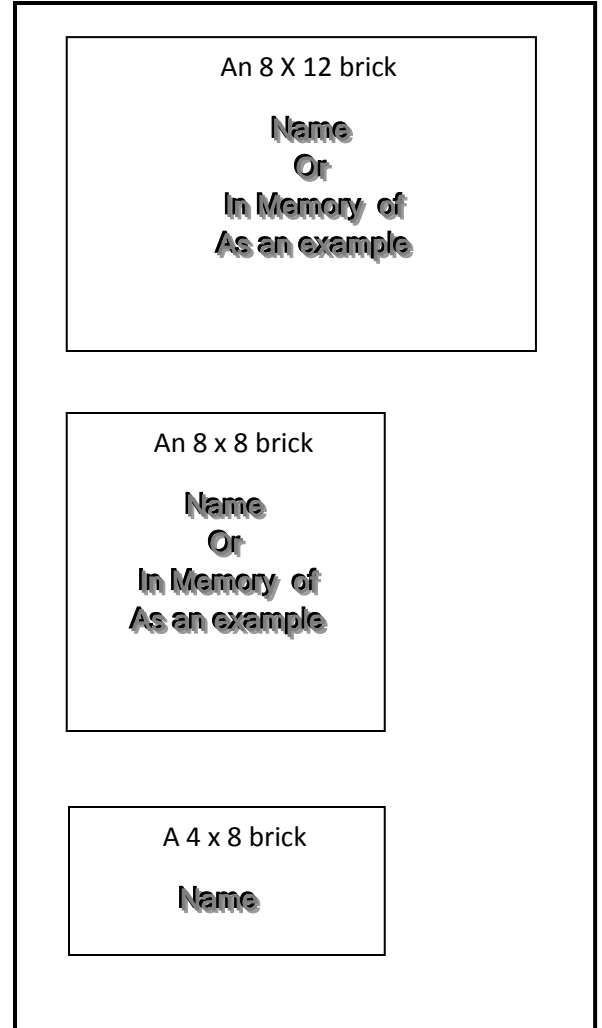 An 8 X 12 brick
Name
Or
In Memory of
As an example
An 8 x 8 brick
Name
Or
In Memory of
As an example
A 4 x 8 brick
Name